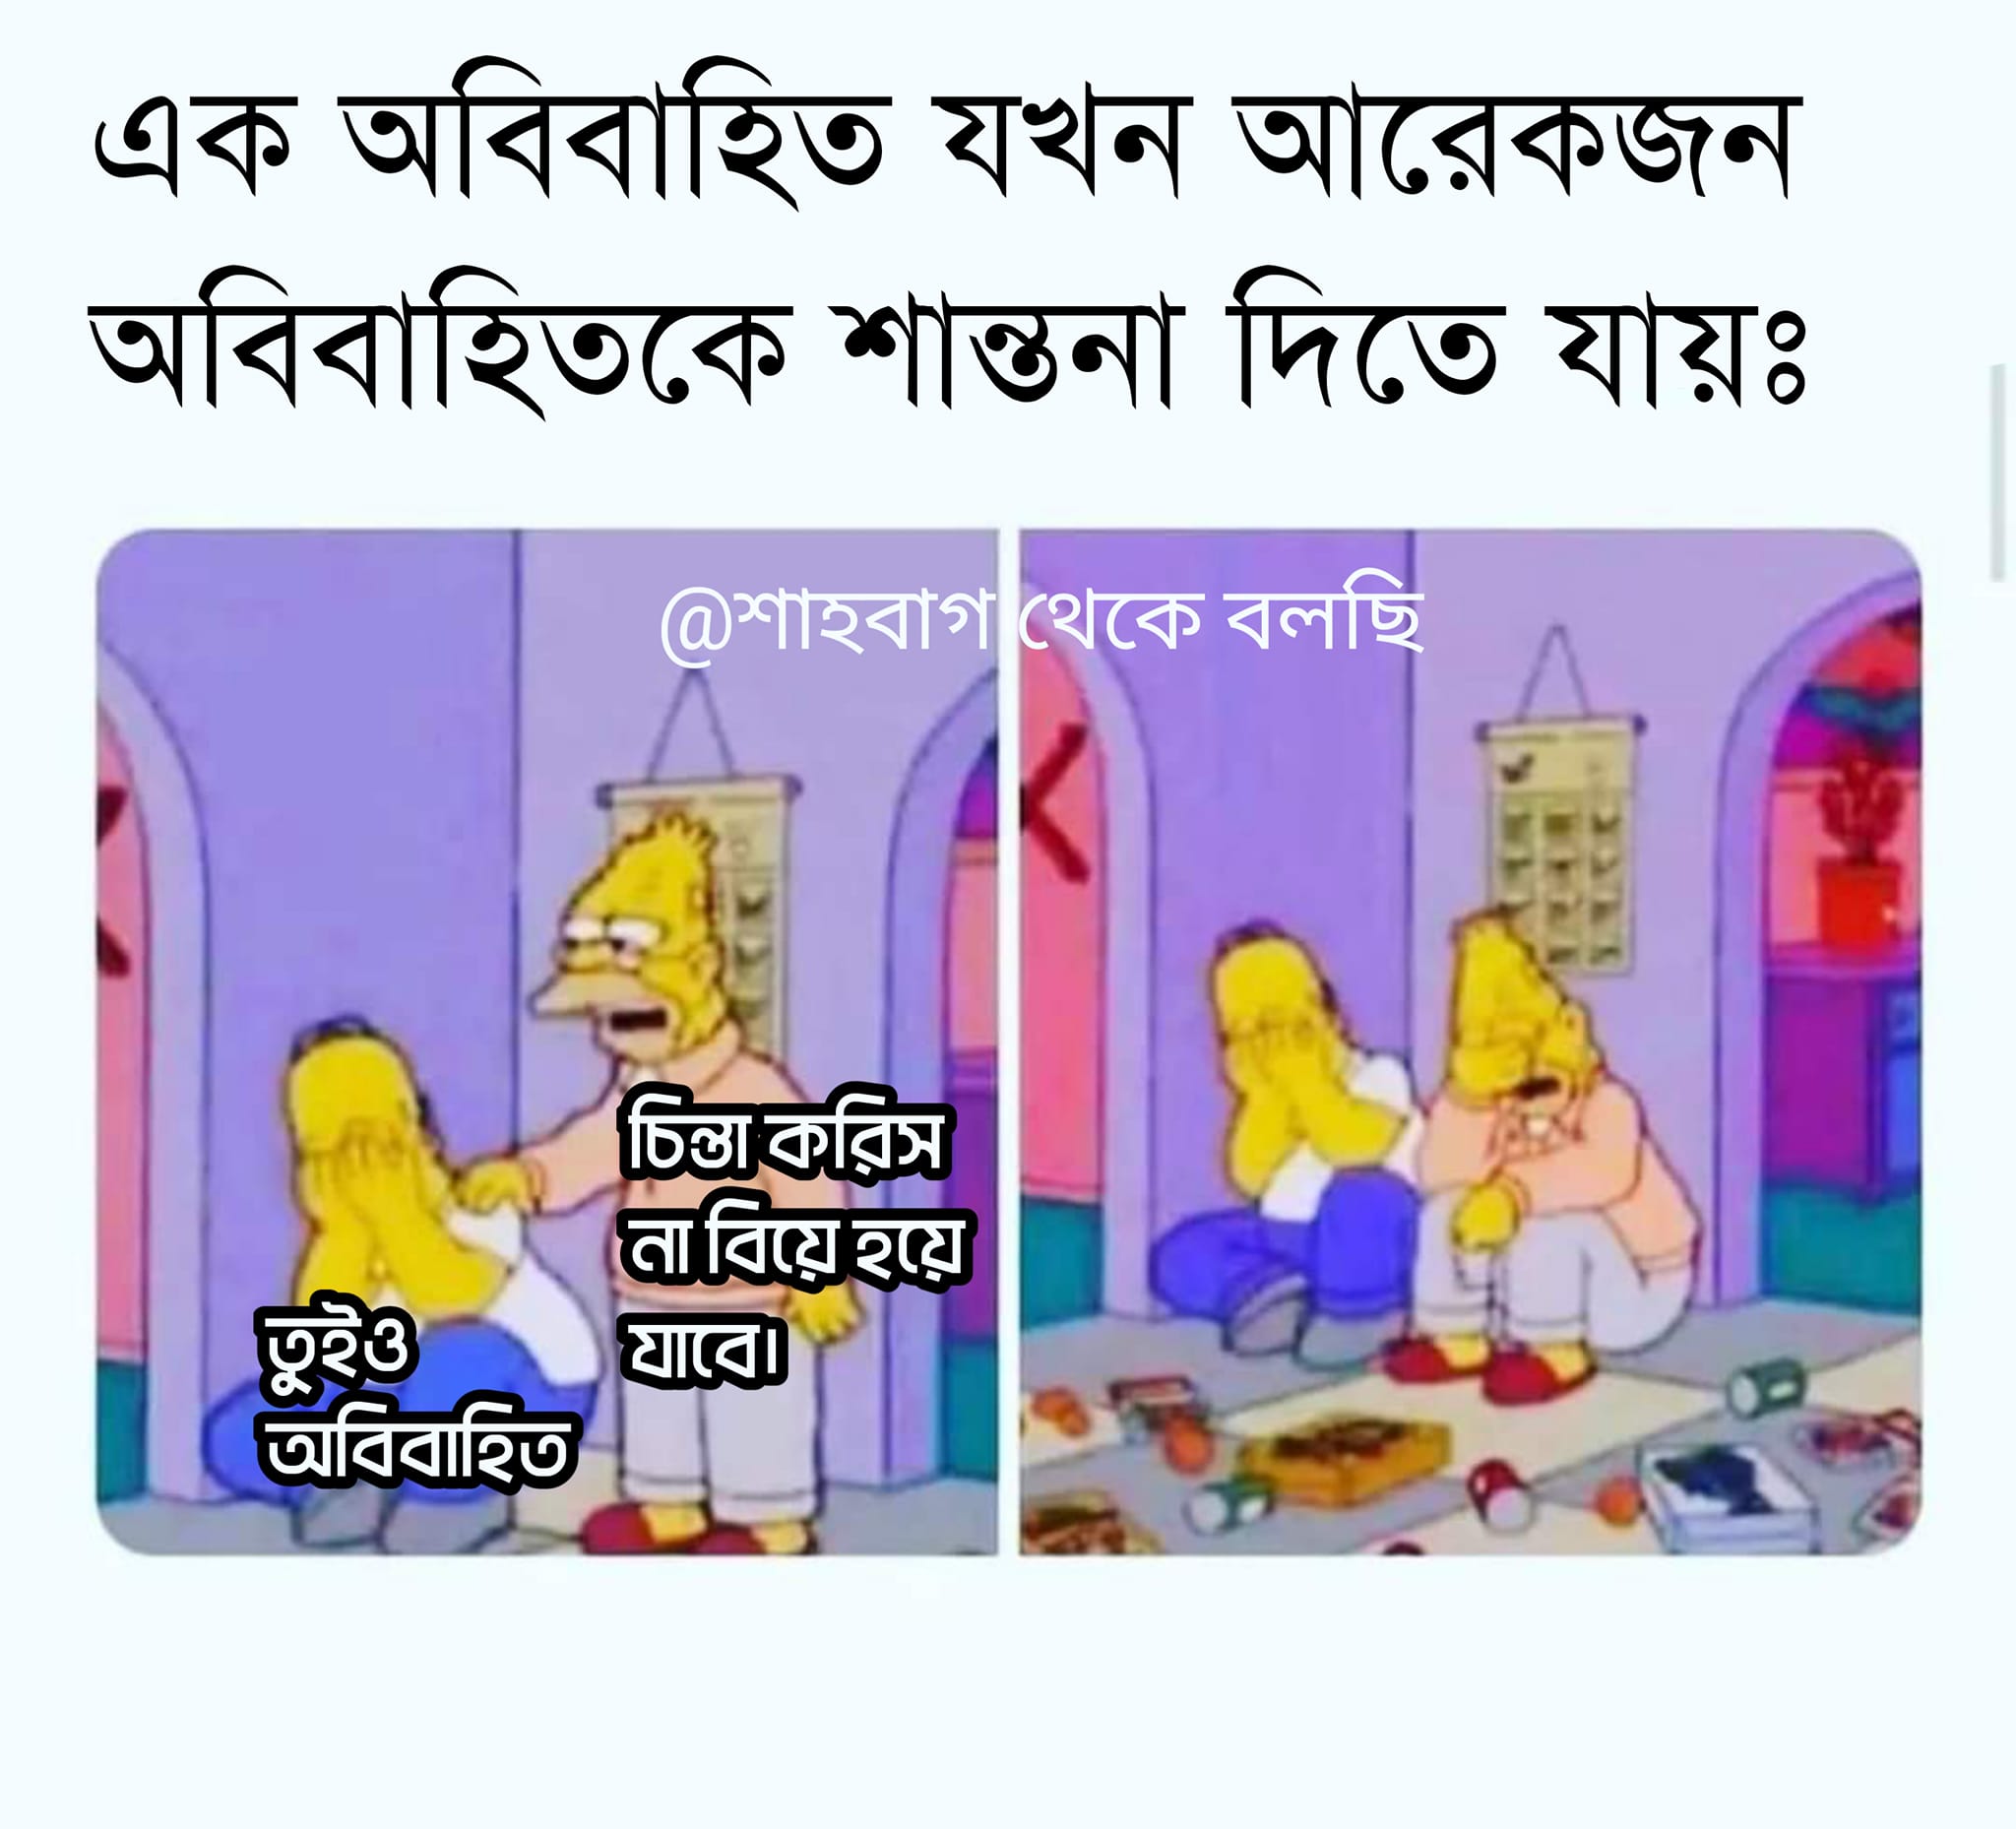 এক অবিবাহিত যখন আরেকজন
অবিবাহিতকে শান্তনা দিতে যায়ঃ
@শাহবাগ থেকে বলছি
চিন্তা করিস
না বিয়ে হয়ে
যাবে।
তুইও
অবিবাহিত